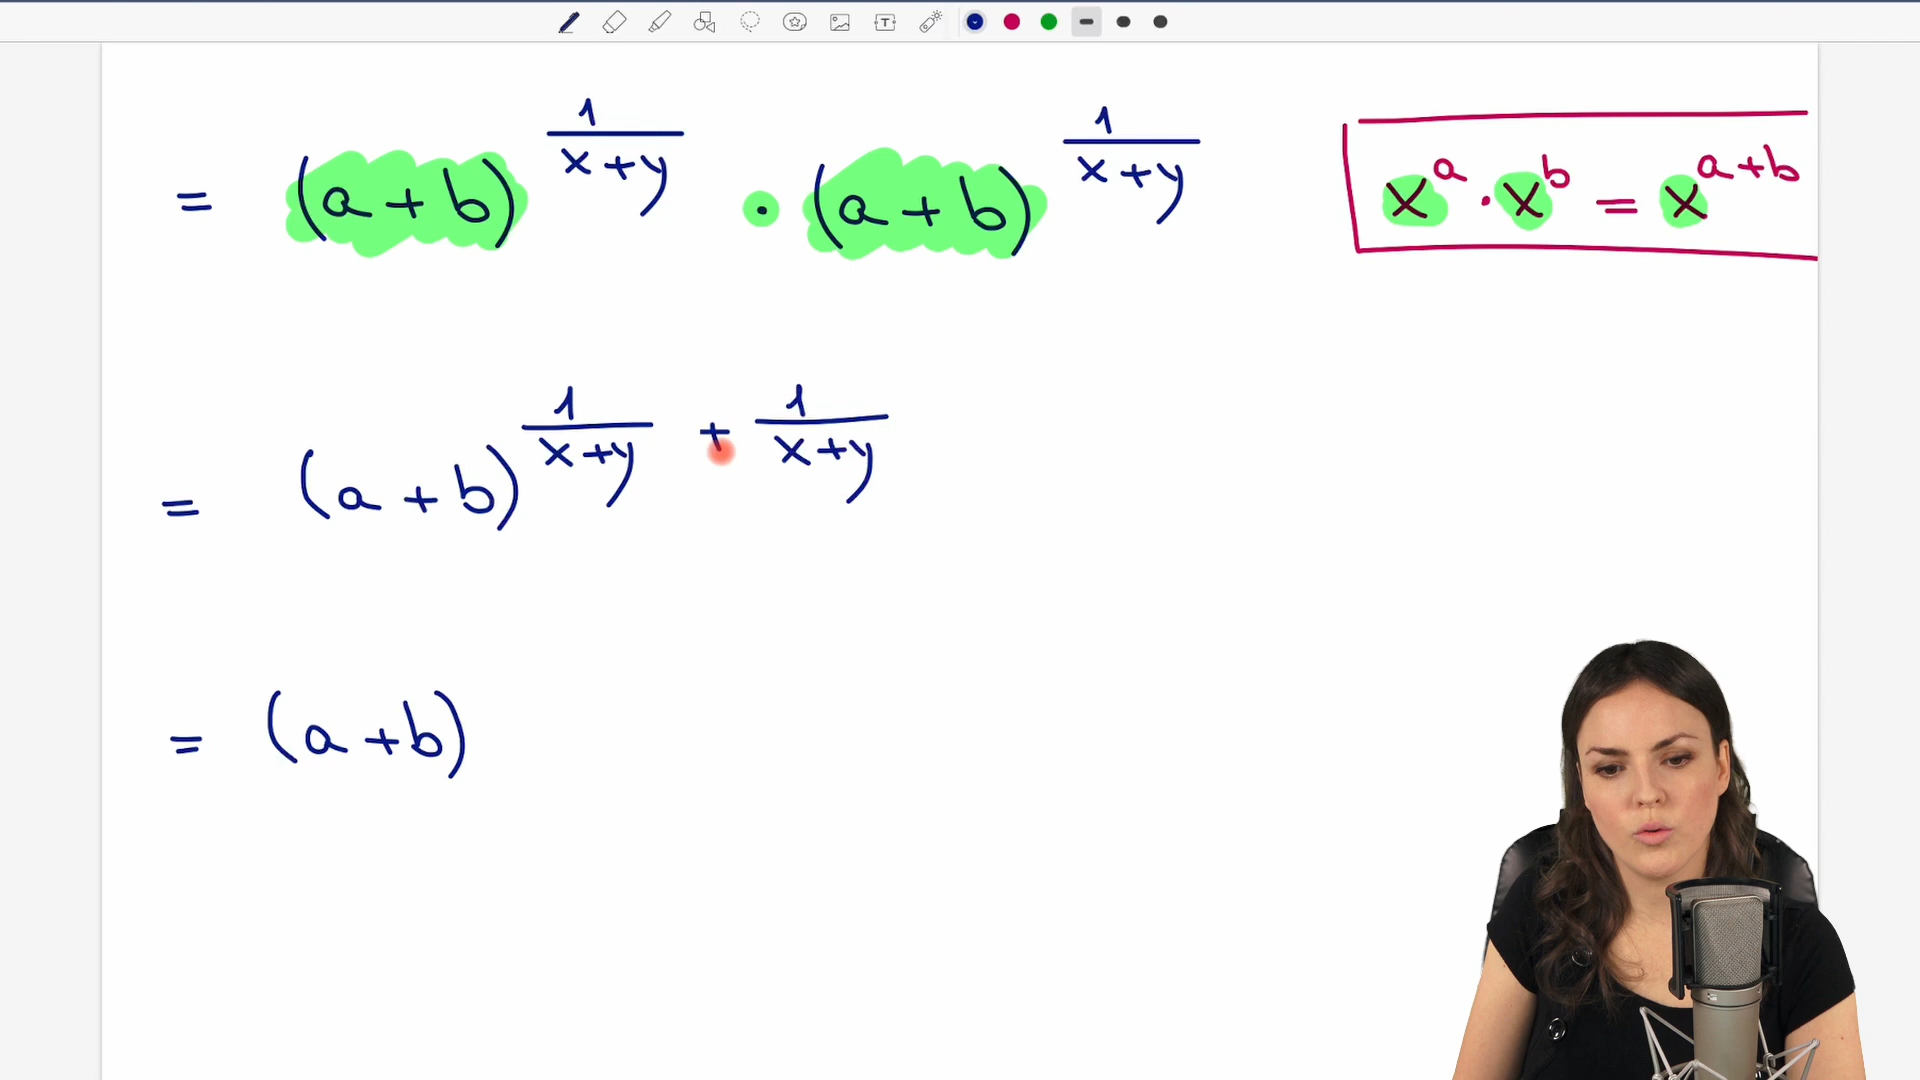 = (a + b)^(1/(x+y)) · (a + b)^(1/(x+y))
x^a · x^b = x^(a+b)
= (a + b)^(1/(x+y) + 1/(x+y))
= (a + b)